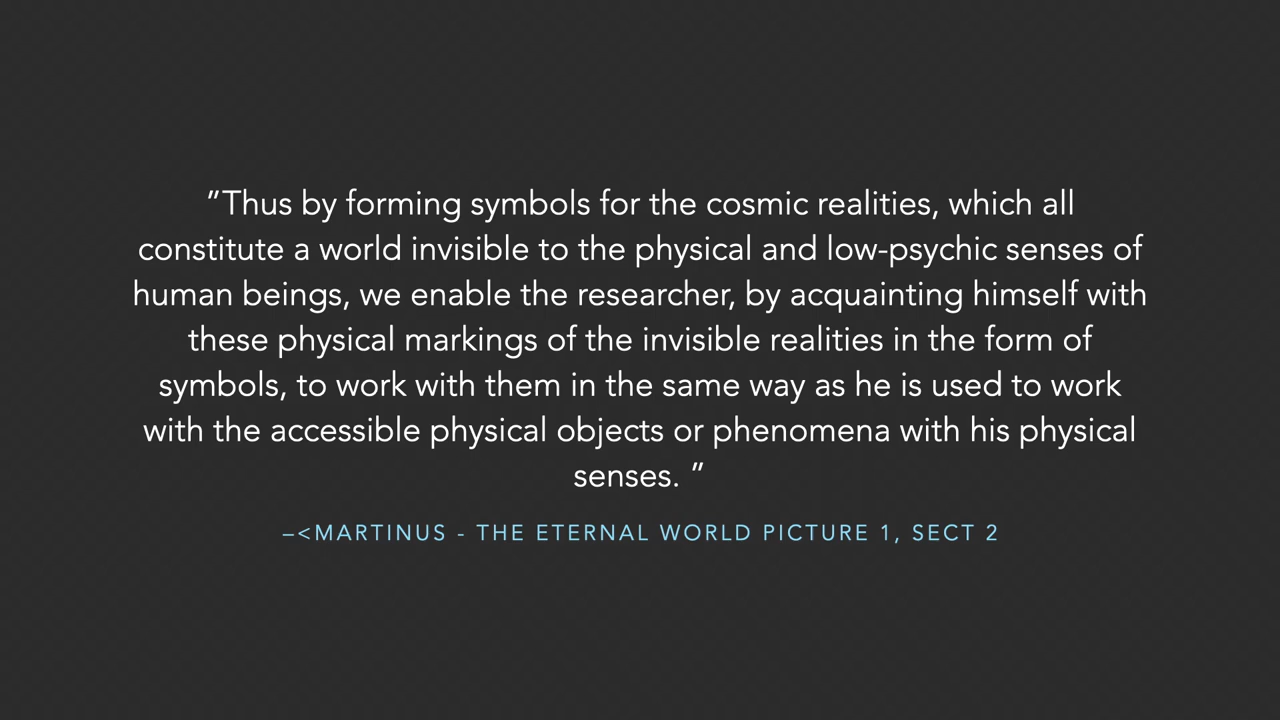 ”Thus by forming symbols for the cosmic realities, which all
constitute a world invisible to the physical and low-psychic senses of
human beings, we enable the researcher, by acquainting himself with
these physical markings of the invisible realities in the form of
symbols, to work with them in the same way as he is used to work
with the accessible physical objects or phenomena with his physical
senses. ”
–<MARTINUS - THE ETERNAL WORLD PICTURE 1, SECT 2